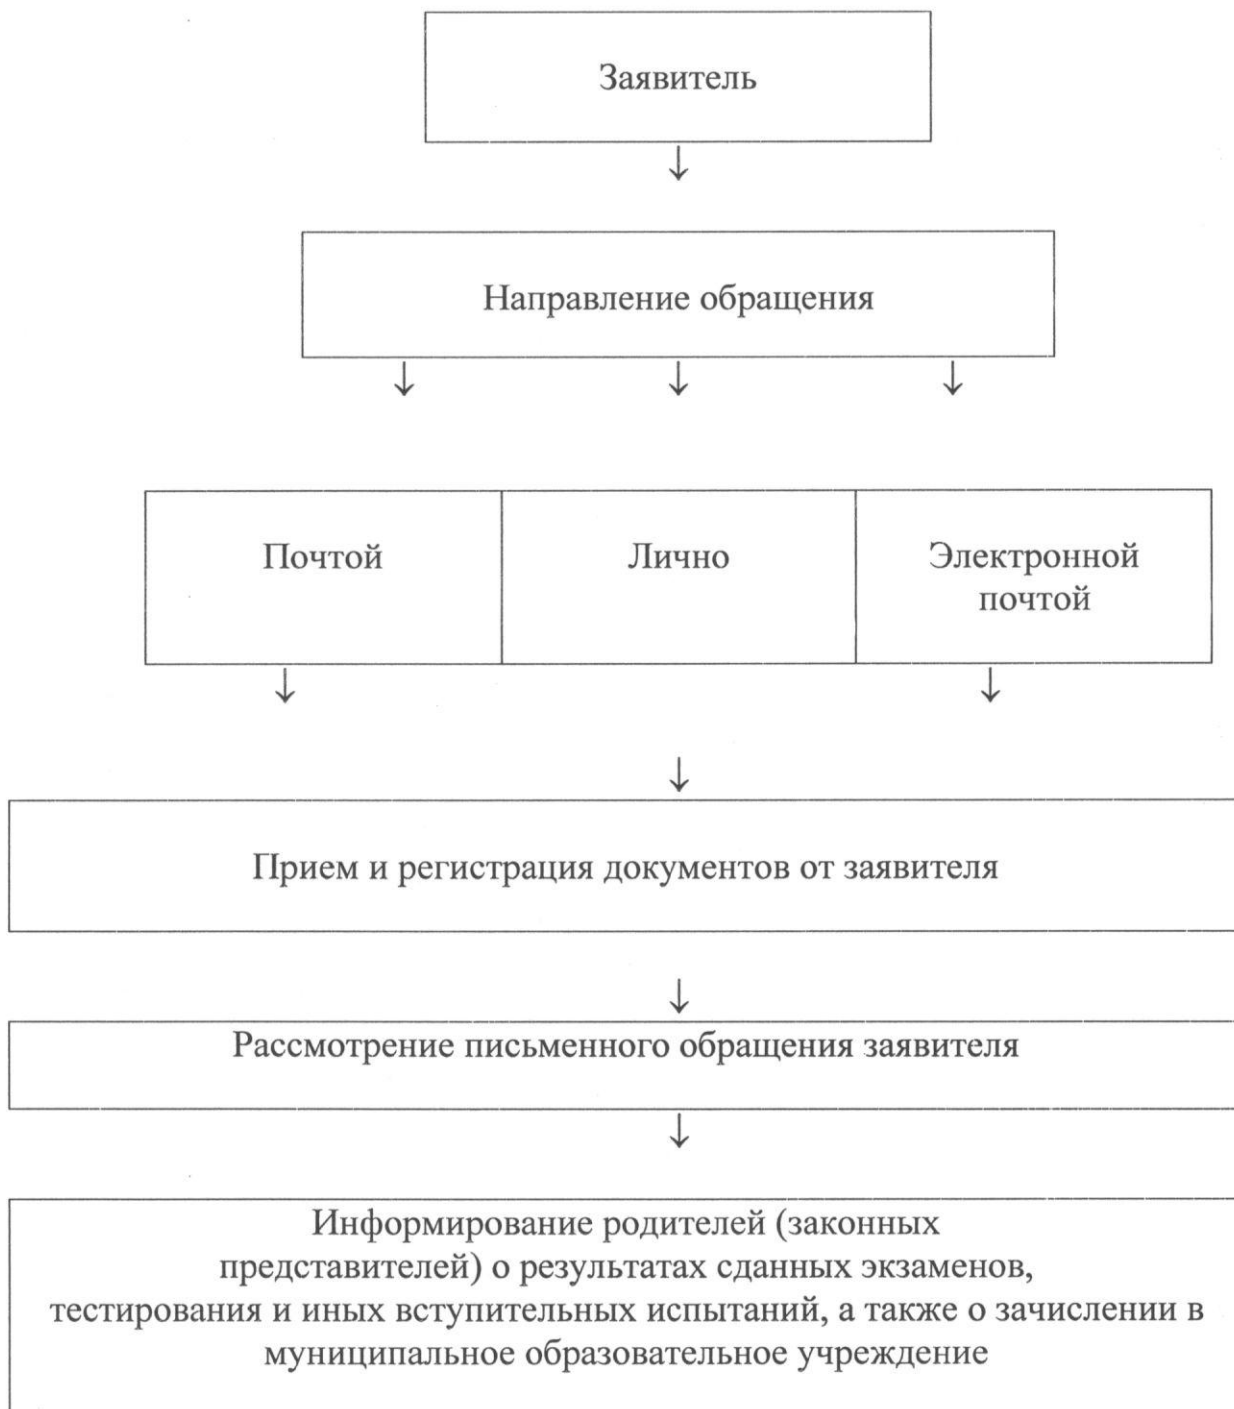 Заявитель
Направление обращения
Почтой
Лично
Электронной
почтой
Прием и регистрация документов от заявителя
Рассмотрение письменного обращения заявителя
Информирование родителей (законных
представителей) о результатах сданных экзаменов,
тестирования и иных вступительных испытаний, а также о зачислении в
муниципальное образовательное учреждение